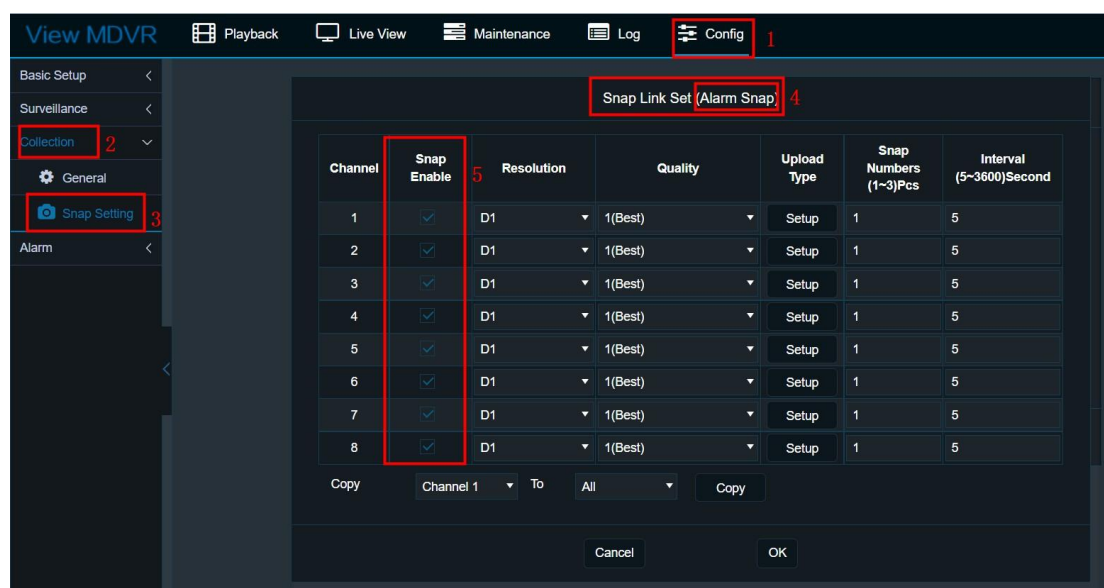 View MDVR Playback Live View Maintenance Log Config 1
Basic Setup
Surveillance
Collection 2
General
Snap Setting 3
Alarm
Snap Link Set (Alarm Snap) 4
Channel Snap Enable 5 Resolution Quality Upload Type Snap Numbers (1~3)Pcs Interval (5~3600)Second
1 D1 1(Best) Setup 1 5
2 D1 1(Best) Setup 1 5
3 D1 1(Best) Setup 1 5
4 D1 1(Best) Setup 1 5
5 D1 1(Best) Setup 1 5
6 D1 1(Best) Setup 1 5
7 D1 1(Best) Setup 1 5
8 D1 1(Best) Setup 1 5
Copy Channel 1 To All Copy
Cancel OK